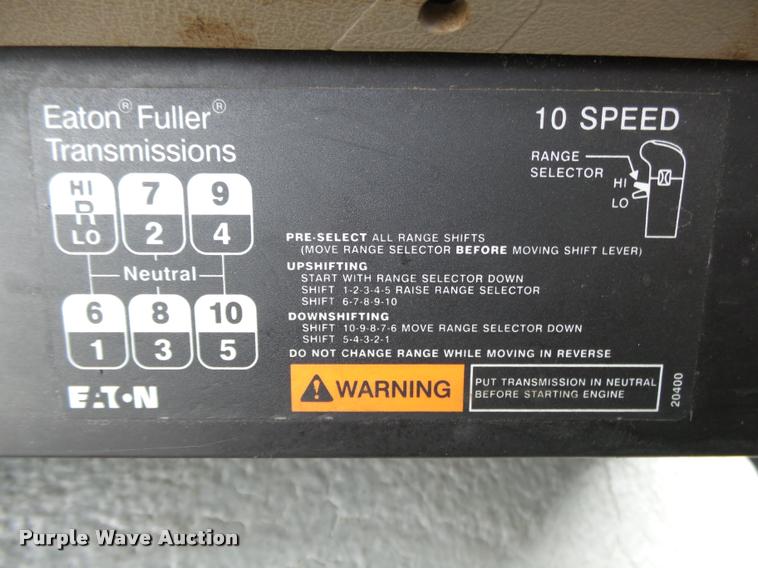 Eaton® Fuller®
Transmissions
10 SPEED
RANGE
SELECTOR
HI
LO
HI
R
LO
7
2
9
4
Neutral
6
1
8
3
10
5
PRE-SELECT ALL RANGE SHIFTS
(MOVE RANGE SELECTOR BEFORE MOVING SHIFT LEVER)
UPSHIFTING
START WITH RANGE SELECTOR DOWN
SHIFT 1-2-3-4-5 RAISE RANGE SELECTOR
SHIFT 6-7-8-9-10
DOWNSHIFTING
SHIFT 10-9-8-7-6 MOVE RANGE SELECTOR DOWN
SHIFT 5-4-3-2-1
DO NOT CHANGE RANGE WHILE MOVING IN REVERSE
WARNING
PUT TRANSMISSION IN NEUTRAL
BEFORE STARTING ENGINE
20400
EATON
Purple Wave Auction